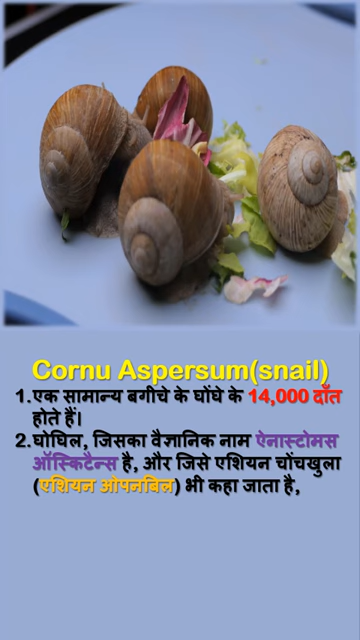 Cornu Aspersum(snail)
1.एक सामान्य बगीचे के घोंघे के 14,000 दाँत
होते हैं।
2.घोघिल, जिसका वैज्ञानिक नाम ऐनास्टोमस
ऑस्किटैन्स है, और जिसे एशियन चोंचखुला
(एशियन ओपनबिल) भी कहा जाता है,